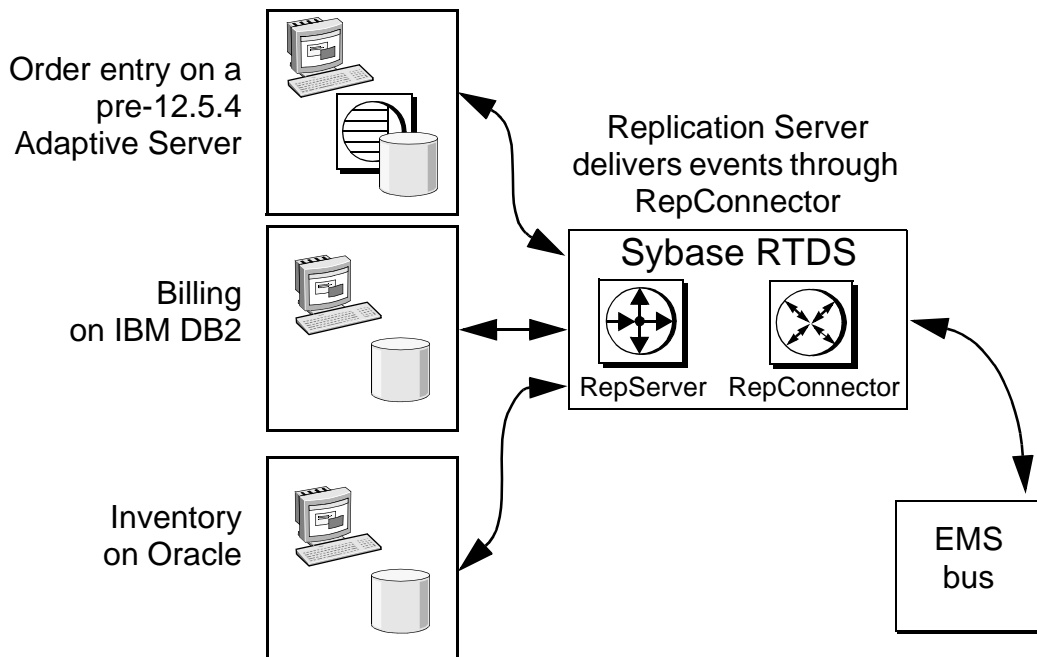 Order entry on a
pre-12.5.4
Adaptive Server
Replication Server
delivers events through
RepConnector
Sybase RTDS
RepServer
RepConnector
Billing
on IBM DB2
Inventory
on Oracle
EMS
bus